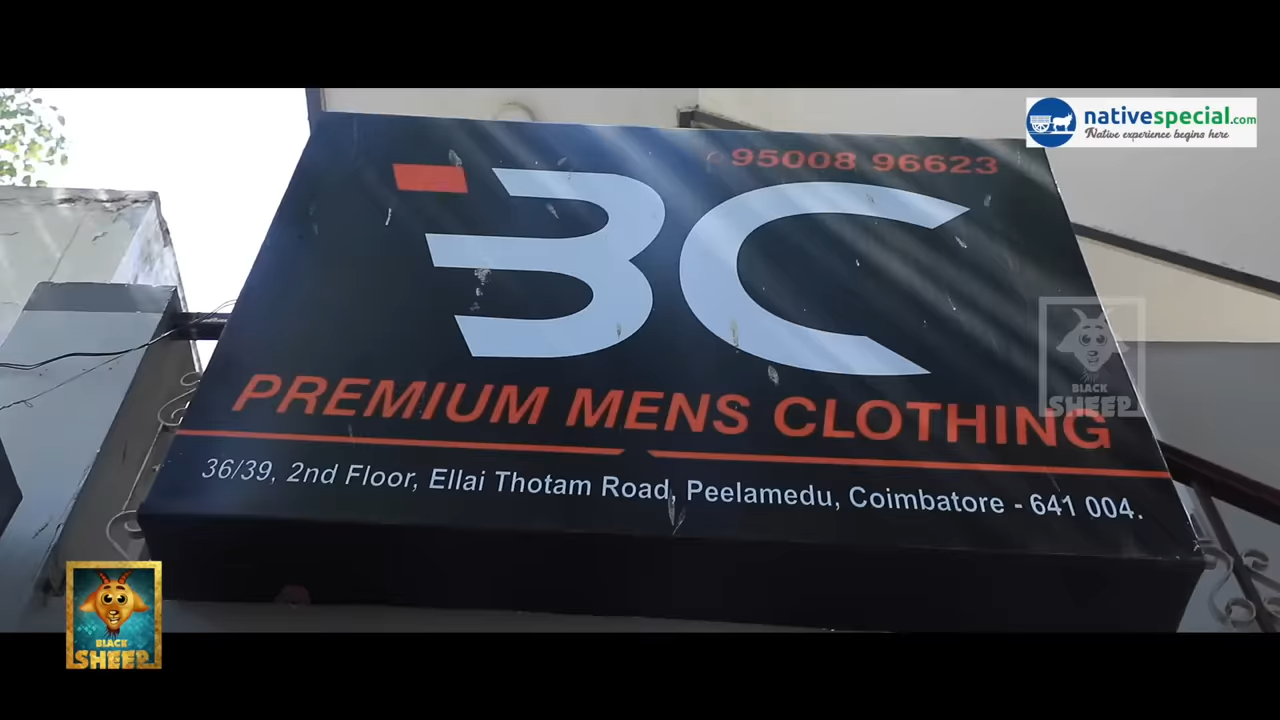 nativespecial.com
Native experience begins here
95008 96623
BC
BLACK
SHEEP
PREMIUM MENS CLOTHING
36/39, 2nd Floor, Ellai Thotam Road, Peelamedu, Coimbatore - 641 004.
BLACK
SHEEP